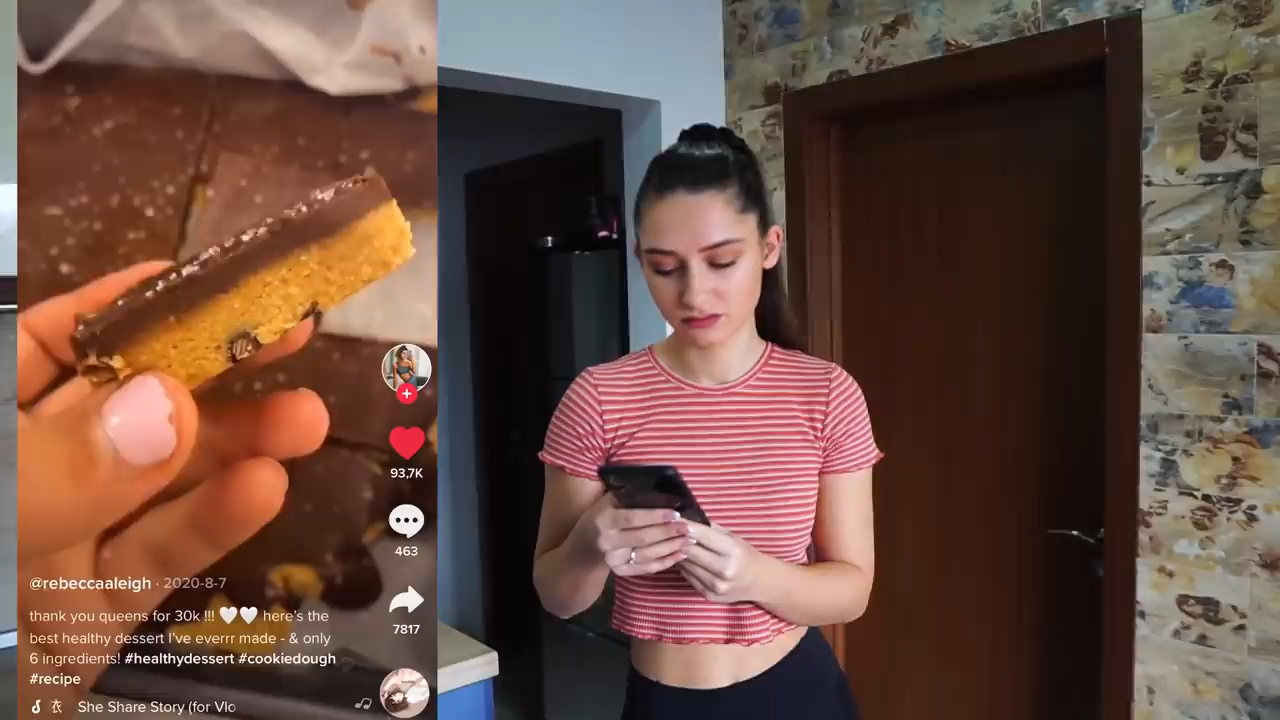 93,7K
463
7817
@rebeccaaleigh · 2020-8-7
thank you queens for 30k !!! 🤍🤍 here's the
best healthy dessert I've everrr made - & only
6 ingredients! #healthydessert #cookiedough
#recipe
She Share Story (for Vlo